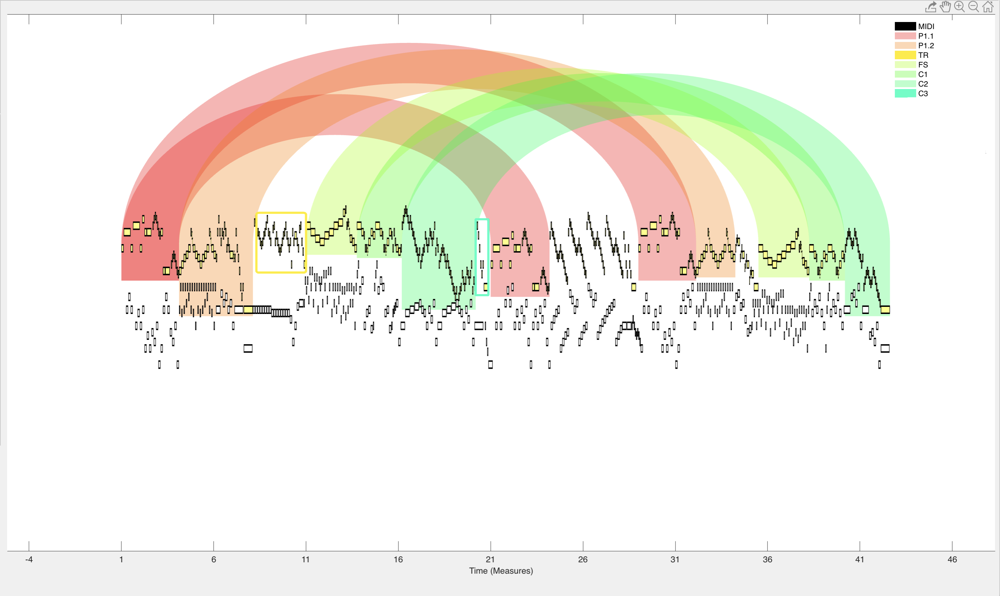 MIDI
P1.1
P1.2
TR
FS
C1
C2
C3
-4 1 6 11 16 21 26 31 36 41 46
Time (Measures)